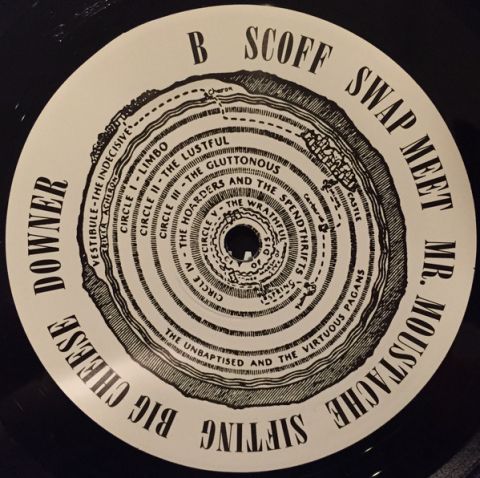 B SCOFF SWAP MEET MR. MOUSTACHE SIFTING BIG CHEESE DOWNER
VESTIBULE-THE INDECISIVE
CIRCLE I-LIMBO
CIRCLE II-THE LUSTFUL
CIRCLE III-THE GLUTTONOUS
CIRCLE IV-THE HOARDERS AND THE SPENDTHRIFTS
CIRCLE V-THE WRATHFUL
THE UNBAPTISED AND THE VIRTUOUS PAGANS
Charon
CASTLE